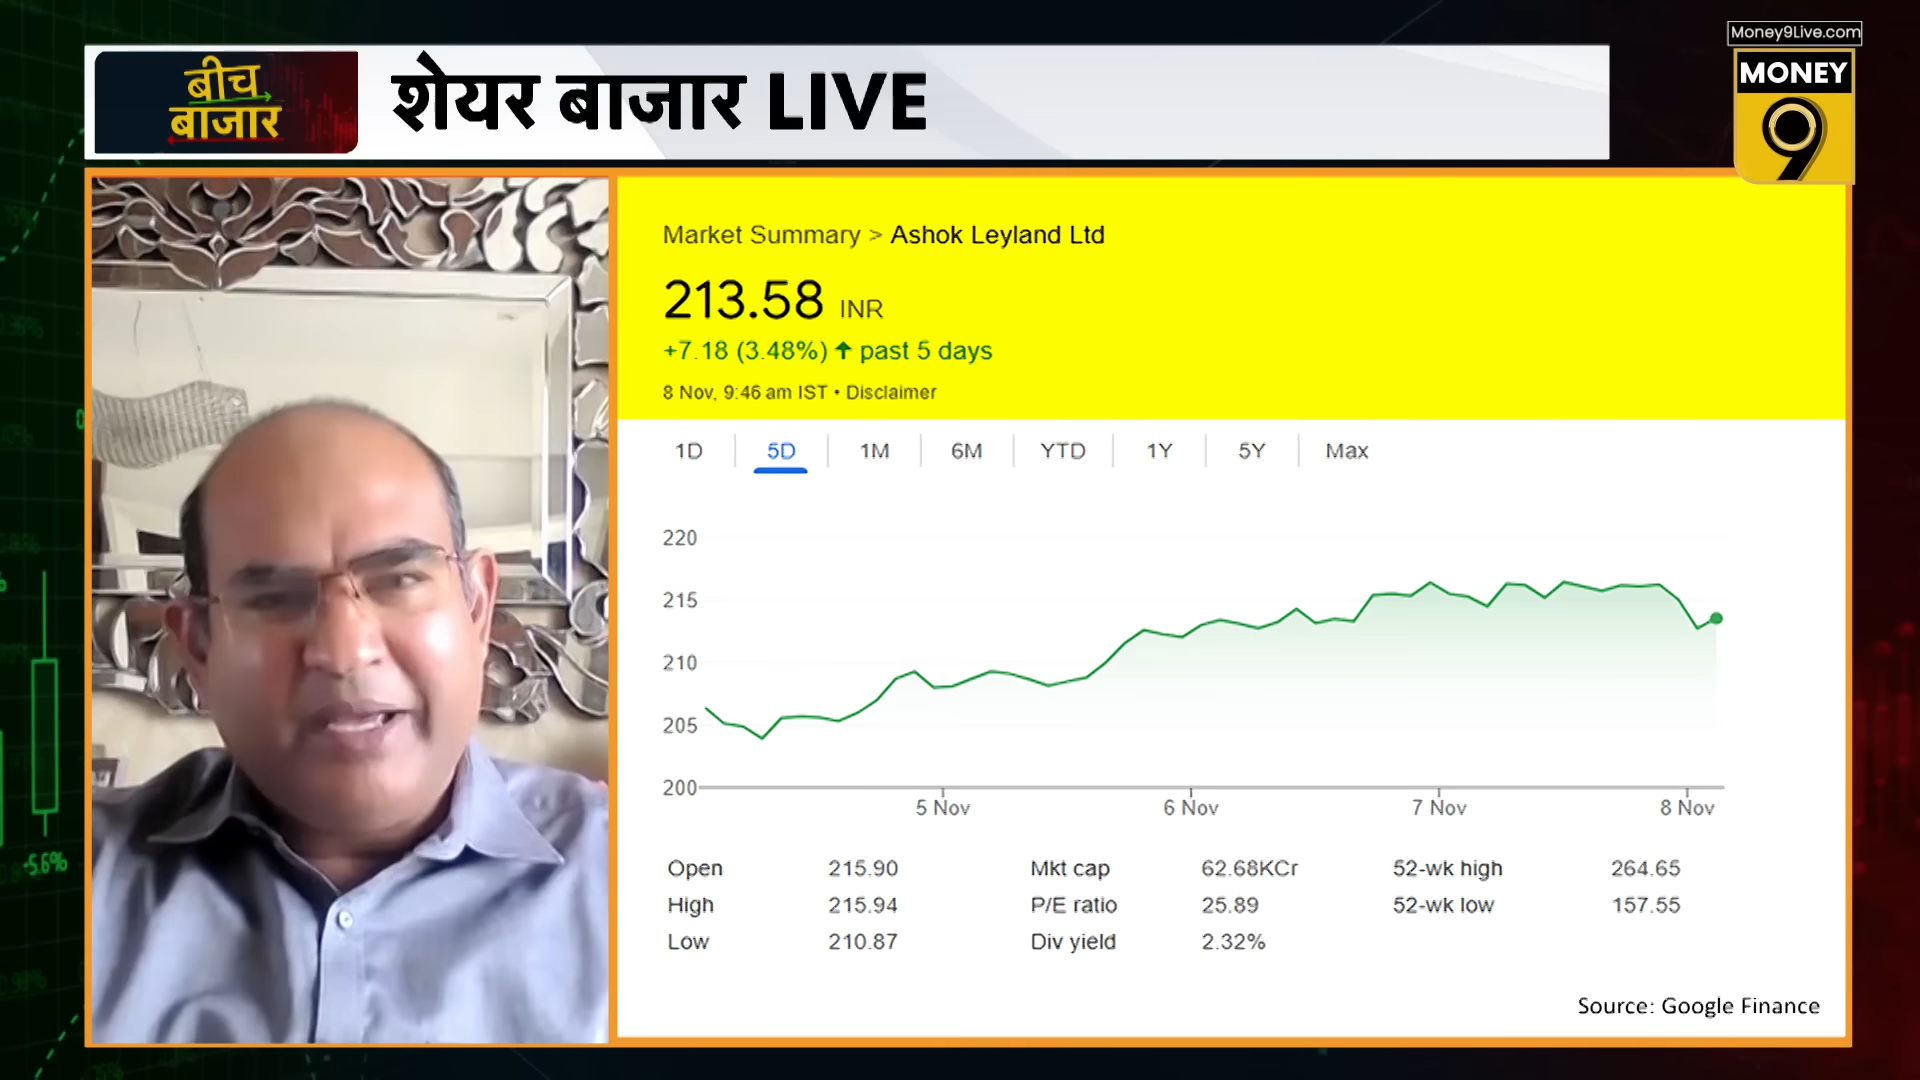 Money9Live.com
MONEY
9
बीच
बाजार
शेयर बाजार LIVE
Market Summary > Ashok Leyland Ltd
213.58 INR
+7.18 (3.48%) ↑ past 5 days
8 Nov, 9:46 am IST • Disclaimer
1D 5D 1M 6M YTD 1Y 5Y Max
220
215
210
205
200
5 Nov 6 Nov 7 Nov 8 Nov
Open 215.90 Mkt cap 62.68KCr 52-wk high 264.65
High 215.94 P/E ratio 25.89 52-wk low 157.55
Low 210.87 Div yield 2.32%
Source: Google Finance
-5.6%